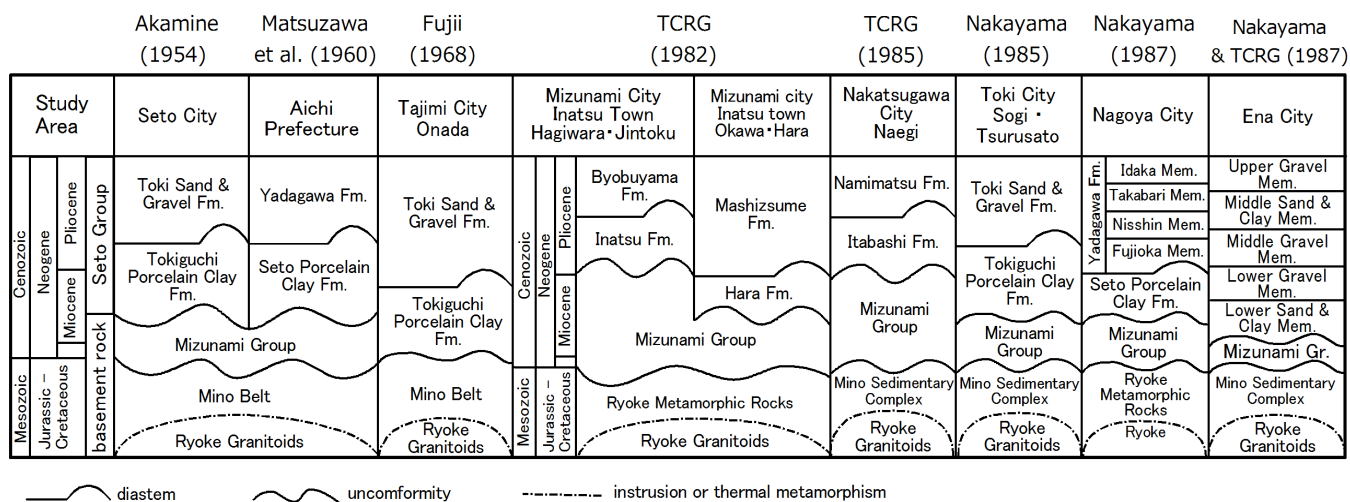 Akamine
(1954)
Matsuzawa
et al. (1960)
Fujii
(1968)
TCRG
(1982)
TCRG
(1985)
Nakayama
(1985)
Nakayama
(1987)
Nakayama
& TCRG (1987)
Study
Area
Seto City
Aichi
Prefecture
Tajimi City
Onada
Mizunami City
Inatsu Town
Hagiwara・Jintoku
Mizunami city
Inatsu town
Okawa・Hara
Nakatsugawa
City
Naegi
Toki City
Sogi・
Tsurusato
Nagoya City
Ena City
Cenozoic
Neogene
Pliocene
Miocene
Mesozoic
Jurassic –
Cretaceous
Seto Group
basement rock
Toki Sand &
Gravel Fm.
Tokiguchi
Porcelain Clay
Fm.
Yadagawa Fm.
Seto Porcelain
Clay Fm.
Mizunami Group
Mino Belt
Ryoke Granitoids
Toki Sand &
Gravel Fm.
Tokiguchi
Porcelain Clay
Fm.
Mino Belt
Ryoke
Granitoids
Cenozoic
Neogene
Pliocene
Miocene
Mesozoic
Jurassic –
Cretaceous
Byobuyama
Fm.
Inatsu Fm.
Mashizsume
Fm.
Hara Fm.
Mizunami Group
Ryoke Metamorphic Rocks
Ryoke Granitoids
Namimatsu Fm.
Itabashi Fm.
Mizunami
Group
Mino Sedimentary
Complex
Ryoke
Granitoids
Toki Sand &
Gravel Fm.
Tokiguchi
Porcelain Clay
Fm.
Mizunami
Group
Mino Sedimentary
Complex
Ryoke
Granitoids
Yadagawa Fm.
Idaka Mem.
Takabari Mem.
Nisshin Mem.
Fujioka Mem.
Seto Porcelain
Clay Fm.
Mizunami
Group
Ryoke
Metamorphic
Rocks
Ryoke
Upper Gravel
Mem.
Middle Sand &
Clay Mem.
Middle Gravel
Mem.
Lower Gravel
Mem.
Lower Sand &
Clay Mem.
Mizunami Gr.
Mino Sedimentary
Complex
Ryoke
Granitoids
diastem
uncomformity
instrusion or thermal metamorphism